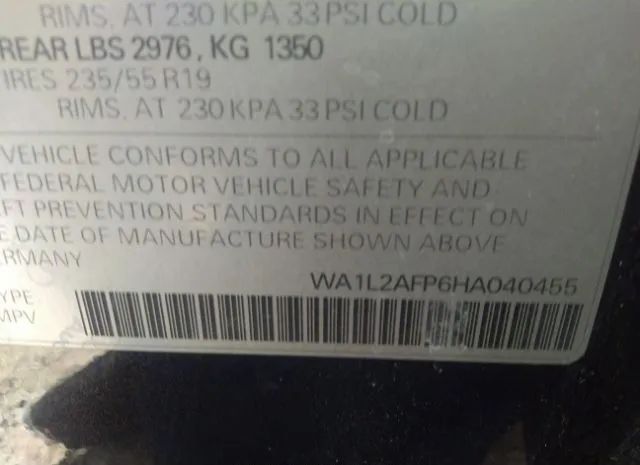 RIMS, AT 230 KPA 33 PSI COLD
REAR LBS 2976, KG 1350
IRES 235/55 R19
RIMS, AT 230 KPA 33 PSI COLD
VEHICLE CONFORMS TO ALL APPLICABLE
FEDERAL MOTOR VEHICLE SAFETY AND
FT PREVENTION STANDARDS IN EFFECT ON
E DATE OF MANUFACTURE SHOWN ABOVE
ERMANY
WA1L2AFP6HA040455
YPE
MPV